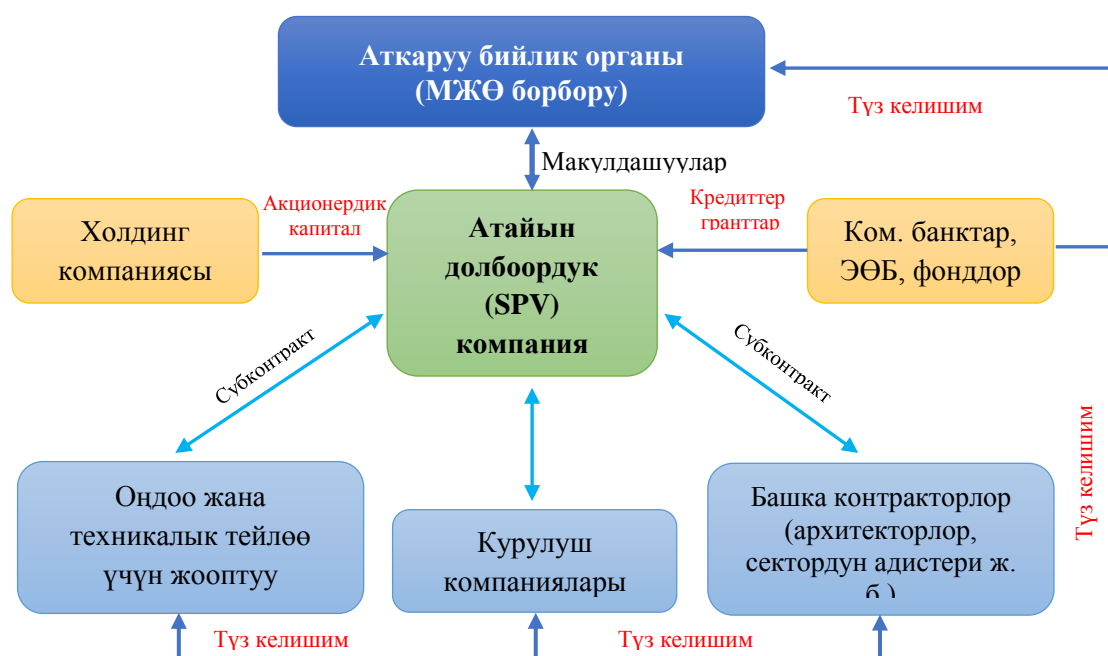 Аткаруу бийлик органы
(МЖӨ борбору)
Түз келишим
Макулдашуулар
Холдинг
компаниясы
Акционердик
капитал
Атайын
долбоордук
(SPV)
компания
Кредиттер
гранттар
Ком. банктар,
ЭӨБ, фонддор
Субконтракт
Субконтракт
Түз келишим
Оңдоо жана
техникалык тейлөө
үчүн жооптуу
Курулуш
компаниялары
Башка контракторлор
(архитекторлор,
сектордун адистери ж.
б.)
Түз келишим
Түз келишим